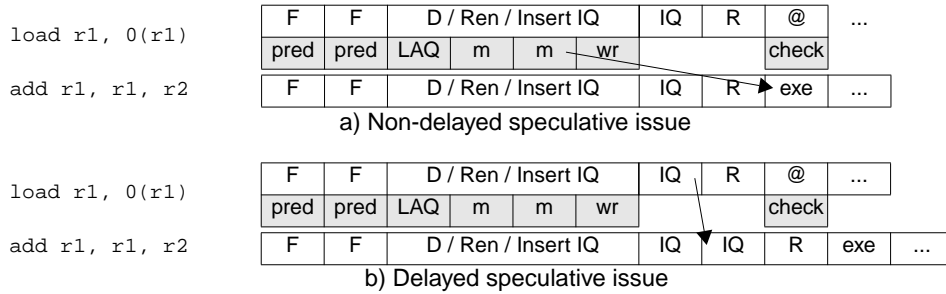 F F D / Ren / Insert IQ IQ R @ ...
load r1, 0(r1)
pred pred LAQ m m wr check
add r1, r1, r2 F F D / Ren / Insert IQ IQ R exe ...
a) Non-delayed speculative issue
F F D / Ren / Insert IQ IQ R @ ...
load r1, 0(r1)
pred pred LAQ m m wr check
add r1, r1, r2 F F D / Ren / Insert IQ IQ IQ R exe ...
b) Delayed speculative issue